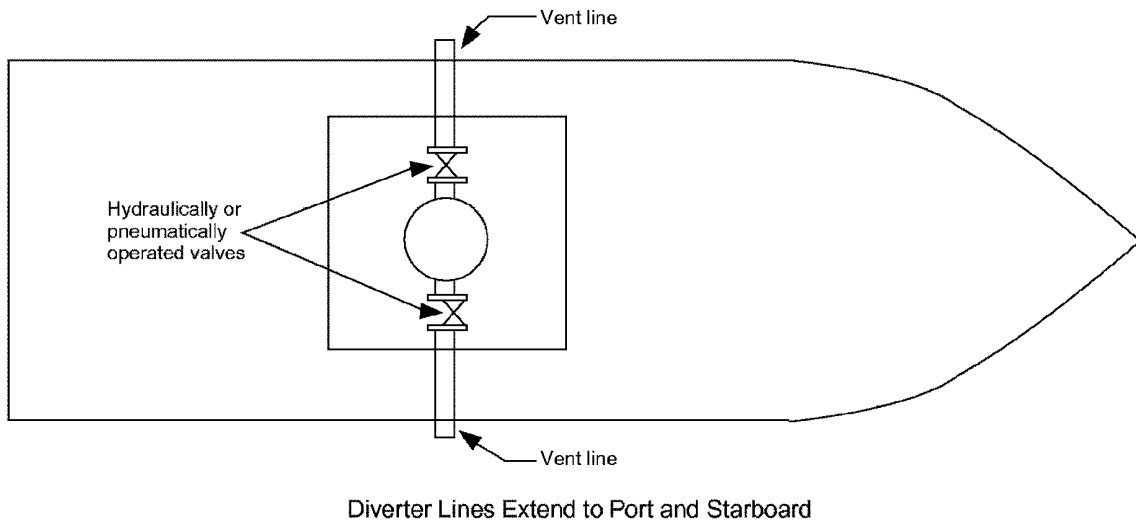 Vent line
Hydraulically or
pneumatically
operated valves
Vent line
Diverter Lines Extend to Port and Starboard